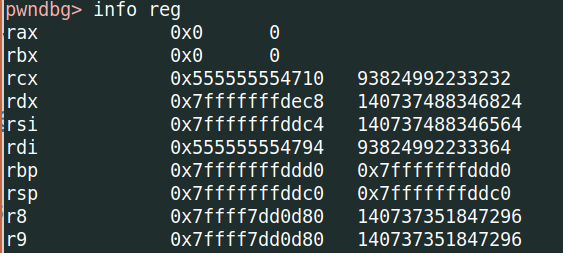 pwndbg> info reg
rax 0x0 0
rbx 0x0 0
rcx 0x555555554710 93824992233232
rdx 0x7fffffffdec8 140737488346824
rsi 0x7fffffffddc4 140737488346564
rdi 0x555555554794 93824992233364
rbp 0x7fffffffddd0 0x7fffffffddd0
rsp 0x7fffffffddc0 0x7fffffffddc0
r8 0x7ffff7dd0d80 140737351847296
r9 0x7ffff7dd0d80 140737351847296